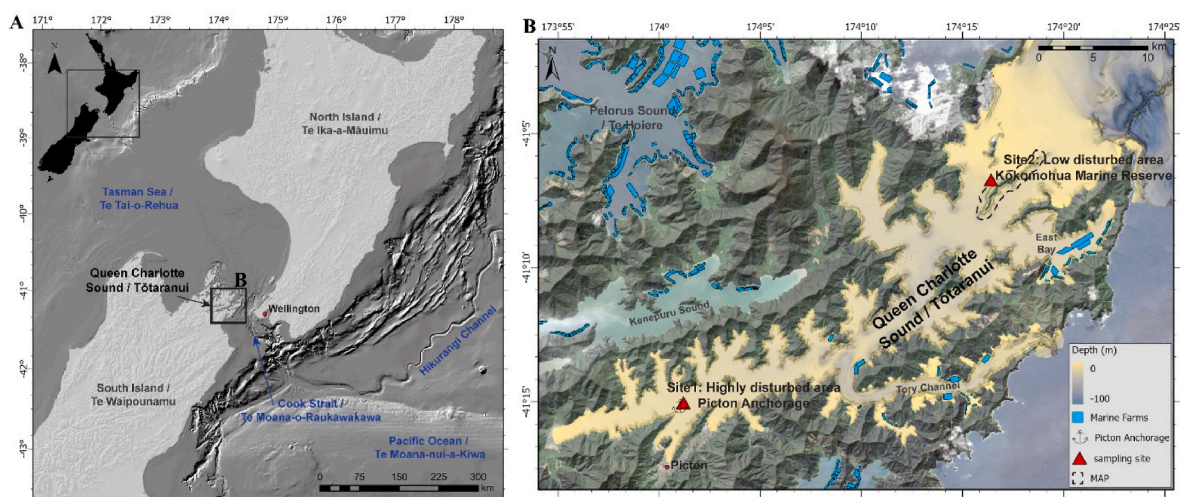 A
171°
172°
173°
174°
175°
176°
177°
178°
-38°
-39°
-40°
-41°
-42°
-43°
N
North Island /
Te Ika-a-Māuimu
Tasman Sea /
Te Tai-o-Rehua
Queen Charlotte
Sound / Tōtaranui
B
Wellington
Hikurangi Channel
South Island /
Te Waipounamu
Cook Strait /
Te Moana-o-Raukawakawa
Pacific Ocean /
Te Moana-nui-a-Kiwa
0
100
200
300
km
B
173°55'
174°0'
174°5'
174°10'
174°15'
174°20'
174°25'
-41°5'
-41°10'
-41°15'
N
0
5
10
km
Pelorus Sound
/ Te Hoiere
Site2: Low disturbed area
Kōkomohua Marine Reserve
East
Bay
Queen Charlotte
Sound / Tōtaranui
Kenepuru Sound
Site1: Highly disturbed area
Picton Anchorage
Tory Channel
Picton
Depth (m)
0
-100
Marine Farms
Picton Anchorage
sampling site
MAP